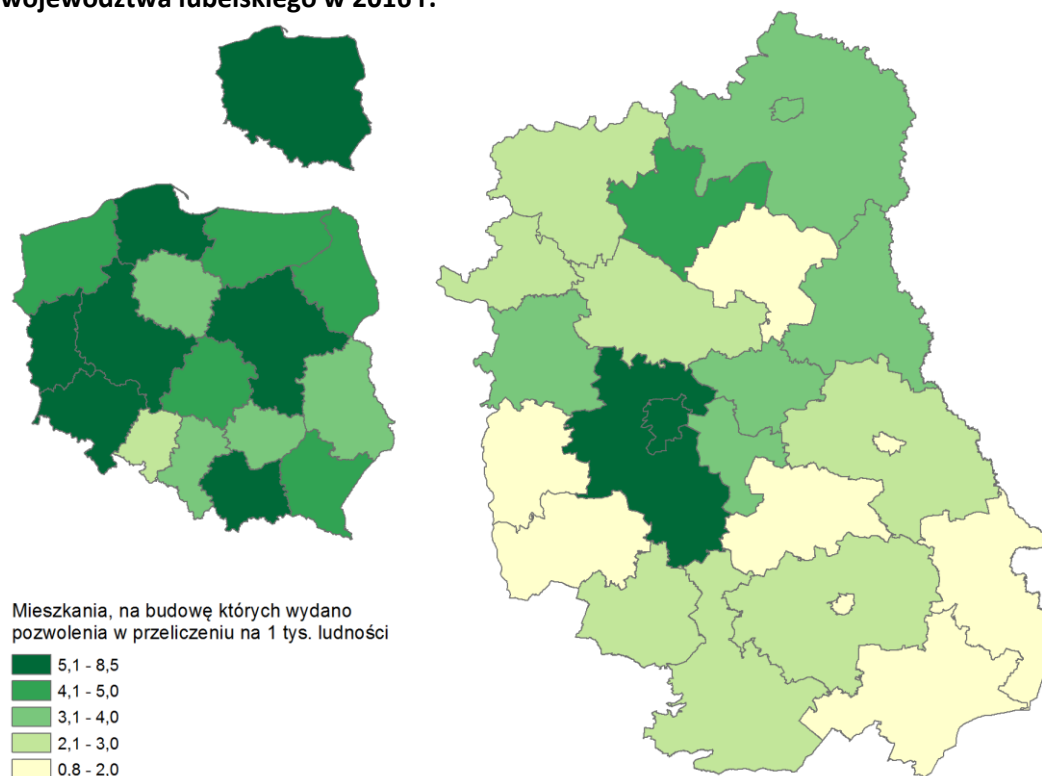 województwa lubelskiego w 2016 r.
Mieszkania, na budowę których wydano
pozwolenia w przeliczeniu na 1 tys. ludności
5,1 - 8,5
4,1 - 5,0
3,1 - 4,0
2,1 - 3,0
0,8 - 2,0